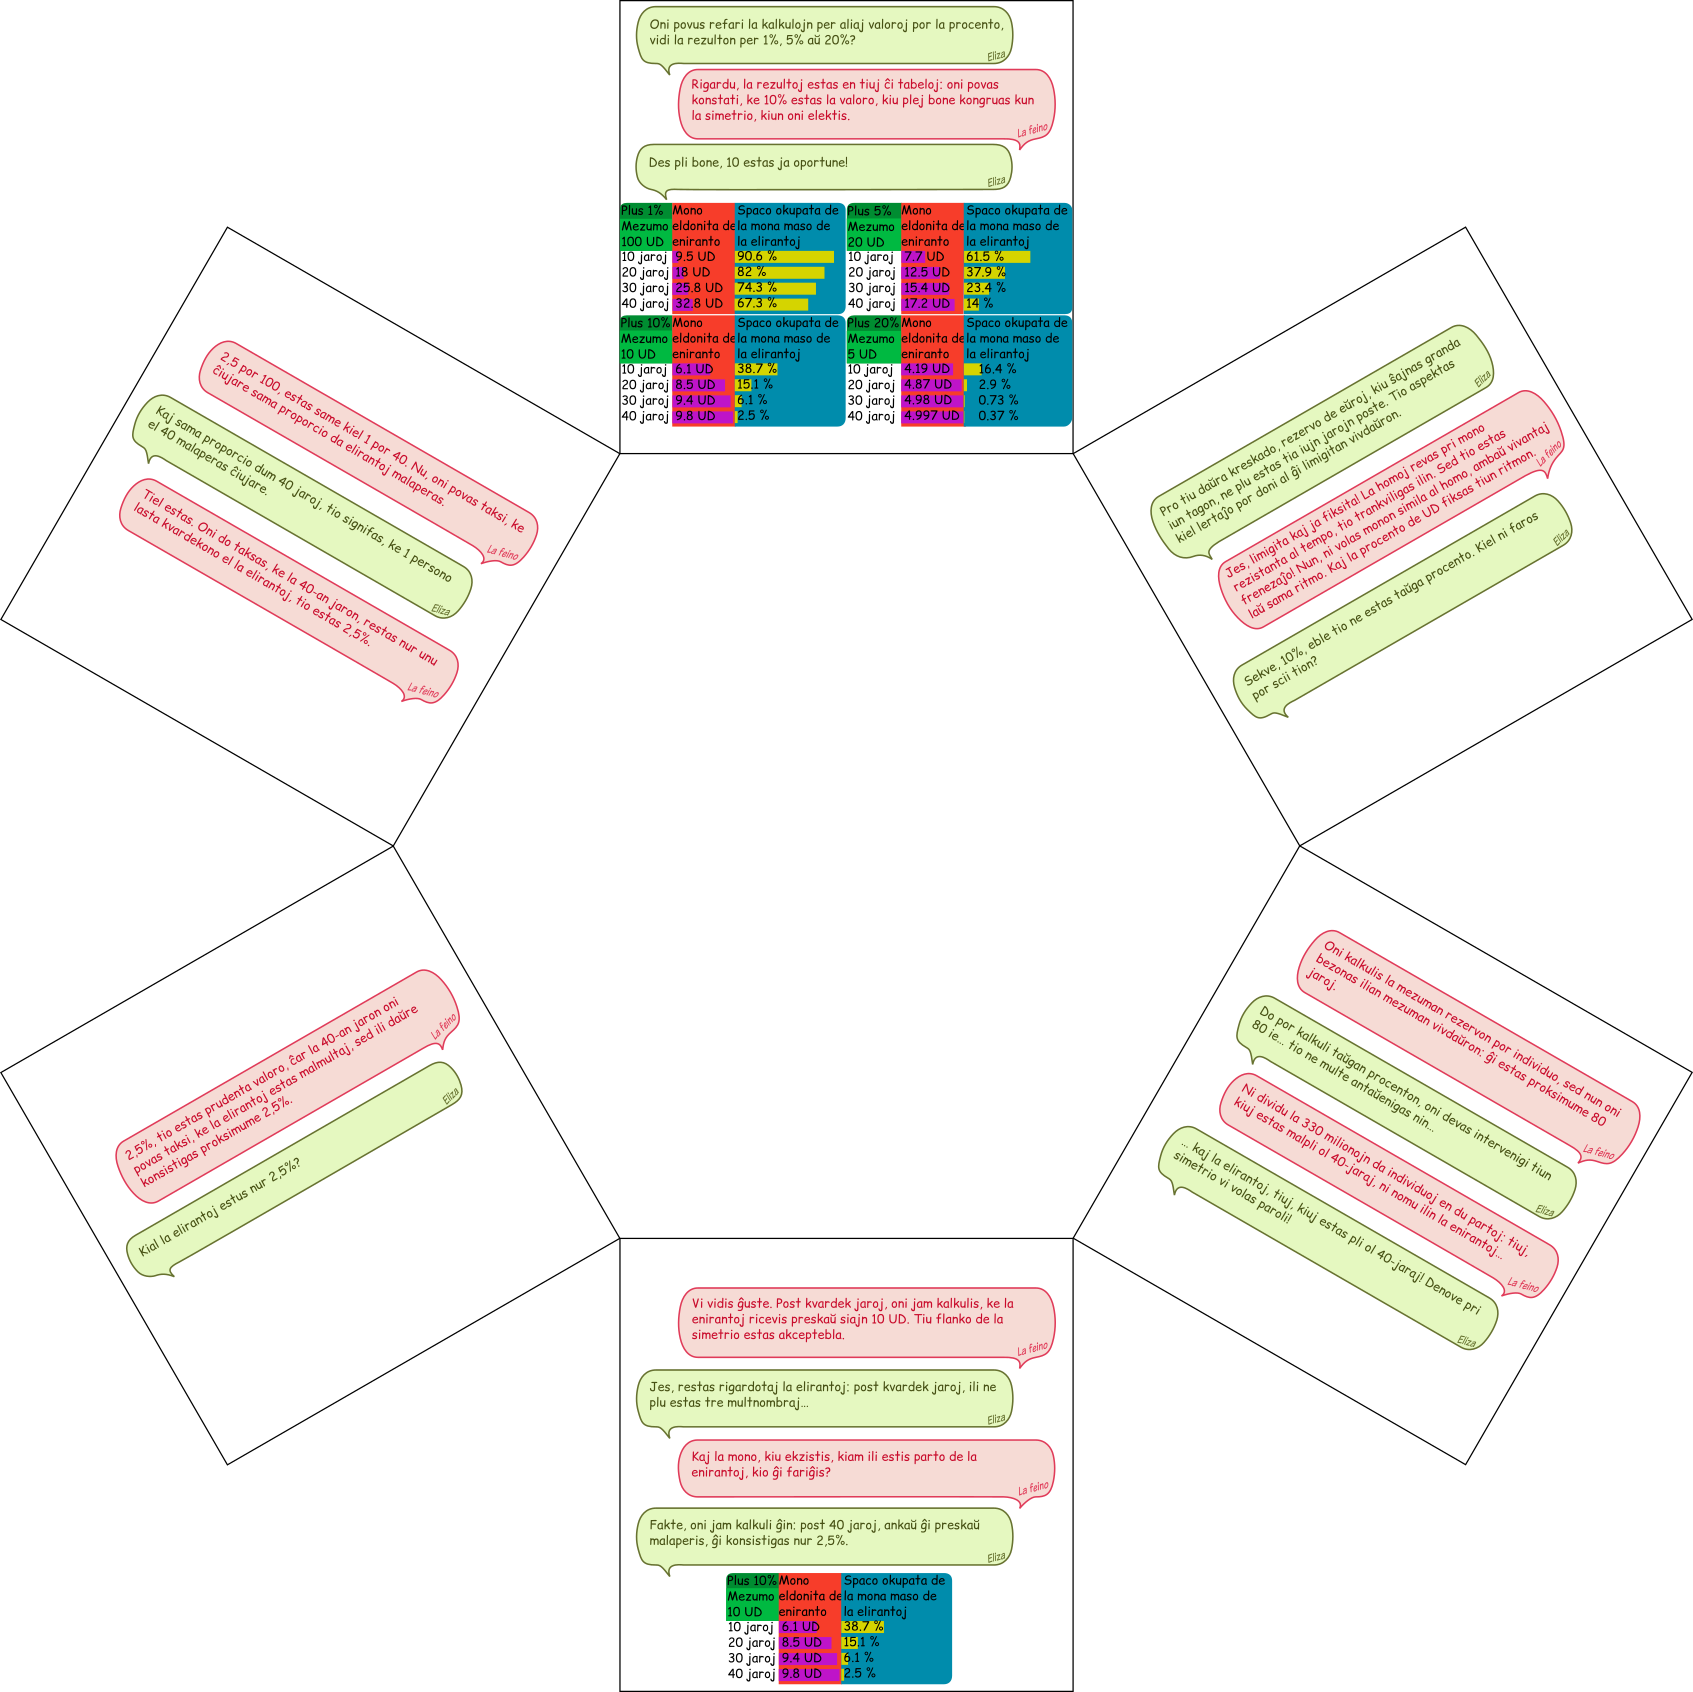 Oni povus refari la kalkulojn per aliaj valoroj por la procento,
vidi la rezulton per 1%, 5% aŭ 20%?
Eliza
Rigardu, la rezultoj estas en tiuj ĉi tabeloj: oni povas
konstati, ke 10% estas la valoro, kiu plej bone kongruas kun
la simetrio, kiun oni elektis.
La feino
Des pli bone, 10 estas ja oportune!
Eliza
Plus 1% Mono Spaco okupata de
Mezumo eldonita de la mona maso de
100 UD eniranto la elirantoj
10 jaroj 9.5 UD 90.6 %
20 jaroj 18 UD 82 %
30 jaroj 25.8 UD 74.3 %
40 jaroj 32.8 UD 67.3 %
Plus 5% Mono Spaco okupata de
Mezumo eldonita de la mona maso de
20 UD eniranto la elirantoj
10 jaroj 7.7 UD 61.5 %
20 jaroj 12.5 UD 37.9 %
30 jaroj 15.4 UD 23.4 %
40 jaroj 17.2 UD 14 %
Plus 10% Mono Spaco okupata de
Mezumo eldonita de la mona maso de
10 UD eniranto la elirantoj
10 jaroj 6.1 UD 38.7 %
20 jaroj 8.5 UD 15.1 %
30 jaroj 9.4 UD 6.1 %
40 jaroj 9.8 UD 2.5 %
Plus 20% Mono Spaco okupata de
Mezumo eldonita de la mona maso de
5 UD eniranto la elirantoj
10 jaroj 4.19 UD 16.4 %
20 jaroj 4.87 UD 2.9 %
30 jaroj 4.98 UD 0.73 %
40 jaroj 4.997 UD 0.37 %
Pro tiu daŭra kreskado, rezervo de eŭroj, kiu ŝajnas granda
iun tagon, ne plu estas tia iujn jarojn poste. Tio aspektas
kiel lertaĵo por doni al ĝi limigitan vivdaŭron.
Eliza
Jes, limigita kaj ja fiksita! La homoj revas pri mono
rezistanta al tempo, tio trankviligas ilin. Sed tio estas
frenezaĵo! Nun, ni volas monon simila al homo, ambaŭ vivantaj
laŭ sama ritmo. Kaj la procento de UD fiksas tiun ritmon.
La feino
Sekve, 10%, eble tio ne estas taŭga procento. Kiel ni faros
por scii tion?
Eliza
Oni kalkulis la mezuman rezervon por individuo, sed nun oni
bezonas ilian mezuman vivdaŭron: ĝi estas proksimume 80
jaroj.
La feino
Do por kalkuli taŭgan procenton, oni devas intervenigi tiun
80 ie... tio ne multe antaŭenigas nin...
Eliza
Ni dividu la 330 milionojn da individuoj en du partoj: tiuj,
kiuj estas malpli ol 40-jaraj, ni nomu ilin la enirantoj...
La feino
... kaj la elirantoj, tiuj, kiuj estas pli ol 40-jaraj! Denove pri
simetrio vi volas paroli!
Eliza
Vi vidis ĝuste. Post kvardek jaroj, oni jam kalkulis, ke la
enirantoj ricevis preskaŭ siajn 10 UD. Tiu flanko de la
simetrio estas akceptebla.
La feino
Jes, restas rigardotaj la elirantoj: post kvardek jaroj, ili ne
plu estas tre multnombraj...
Eliza
Kaj la mono, kiu ekzistis, kiam ili estis parto de la
enirantoj, kio ĝi fariĝis?
La feino
Fakte, oni jam kalkuli ĝin: post 40 jaroj, ankaŭ ĝi preskaŭ
malaperis, ĝi konsistigas nur 2,5%.
Eliza
Plus 10% Mono Spaco okupata de
Mezumo eldonita de la mona maso de
10 UD eniranto la elirantoj
10 jaroj 6.1 UD 38.7 %
20 jaroj 8.5 UD 15.1 %
30 jaroj 9.4 UD 6.1 %
40 jaroj 9.8 UD 2.5 %
2,5%, tio estas prudenta valoro, ĉar la 40-an jaron oni
povas taksi, ke la elirantoj estas malmultaj, sed ili daŭre
konsistigas proksimume 2,5%.
La feino
Kial la elirantoj estus nur 2,5%?
Eliza
2,5 por 100, estas same kiel 1 por 40. Nu, oni povas taksi, ke
ĉiujare sama proporcio da elirantoj malaperas.
La feino
Kaj sama proporcio dum 40 jaroj, tio signifas, ke 1 persono
el 40 malaperas ĉiujare.
Eliza
Tiel estas. Oni do taksas, ke la 40-an jaron, restas nur unu
lasta kvardekono el la elirantoj, tio estas 2,5%.
La feino